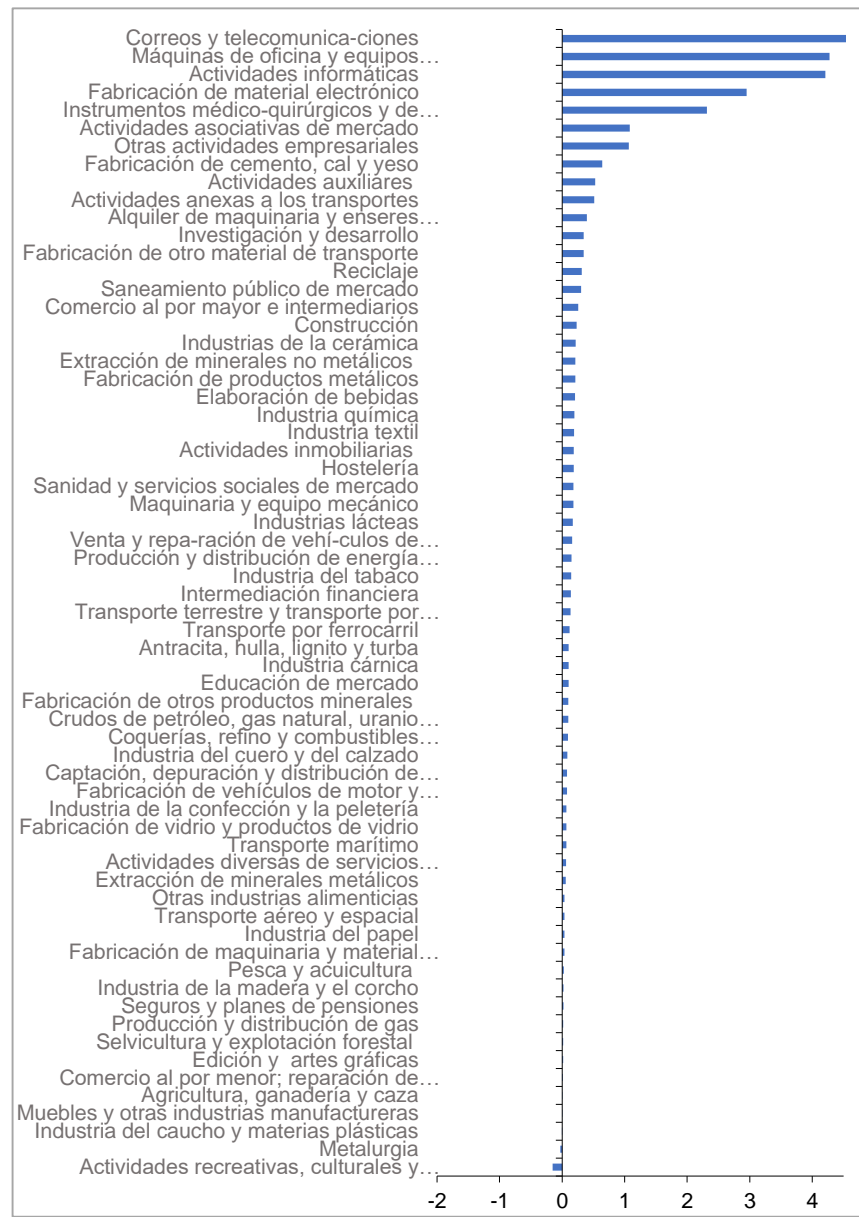 Correos y telecomunica-ciones
Máquinas de oficina y equipos…
Actividades informáticas
Fabricación de material electrónico
Instrumentos médico-quirúrgicos y de…
Actividades asociativas de mercado
Otras actividades empresariales
Fabricación de cemento, cal y yeso
Actividades auxiliares
Actividades anexas a los transportes
Alquiler de maquinaria y enseres…
Investigación y desarrollo
Fabricación de otro material de transporte
Reciclaje
Saneamiento público de mercado
Comercio al por mayor e intermediarios
Construcción
Industrias de la cerámica
Extracción de minerales no metálicos
Fabricación de productos metálicos
Elaboración de bebidas
Industria química
Industria textil
Actividades inmobiliarias
Hostelería
Sanidad y servicios sociales de mercado
Maquinaria y equipo mecánico
Industrias lácteas
Venta y repa-ración de vehí-culos de…
Producción y distribución de energía…
Industria del tabaco
Intermediación financiera
Transporte terrestre y transporte por…
Transporte por ferrocarril
Antracita, hulla, lignito y turba
Industria cárnica
Educación de mercado
Fabricación de otros productos minerales
Crudos de petróleo, gas natural, uranio…
Coquerías, refino y combustibles…
Industria del cuero y del calzado
Captación, depuración y distribución de…
Fabricación de vehículos de motor y…
Industria de la confección y la peletería
Fabricación de vidrio y productos de vidrio
Transporte marítimo
Actividades diversas de servicios…
Extracción de minerales metálicos
Otras industrias alimenticias
Transporte aéreo y espacial
Industria del papel
Fabricación de maquinaria y material…
Pesca y acuicultura
Industria de la madera y el corcho
Seguros y planes de pensiones
Producción y distribución de gas
Selvicultura y explotación forestal
Edición y  artes gráficas
Comercio al por menor; reparación de…
Agricultura, ganadería y caza
Muebles y otras industrias manufactureras
Industria del caucho y materias plásticas
Metalurgia
Actividades recreativas, culturales y…
-2 -1 0 1 2 3 4